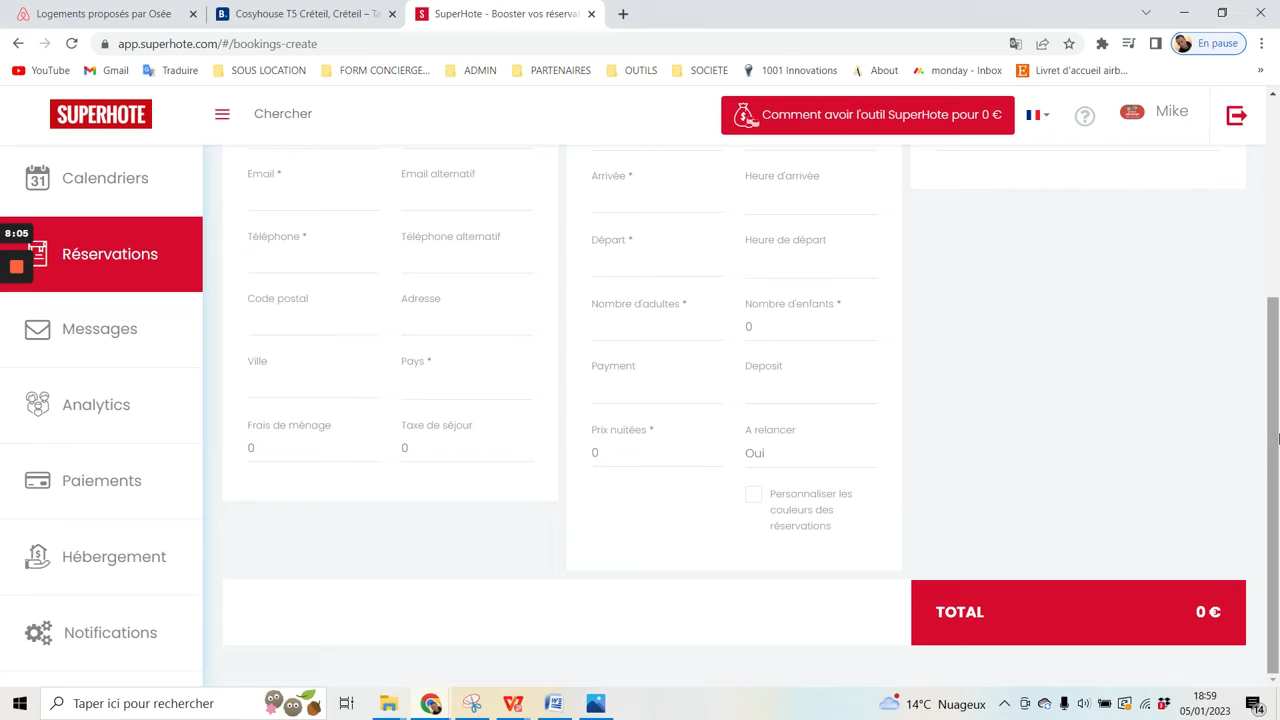 Appartements par Osée
Cosyhouse T5 Créteil, Créteil – Ta
SuperHote – Booster vos réservat
app.superhote.com/#/bookings-create
En pause
YouTube
Gmail
Traduire
SOUS LOCATION
FORM CONCIERGE...
ADMIN
PARTENAIRES
OUTILS
SOCIETE
1001 Innovations
About
monday - Inbox
Livret d'accueil airb...
»
SUPERHOTE
Chercher
Comment avoir l'outil SuperHote pour 0 €
Mike
31
Calendriers
Réservations
8:05
Messages
Analytics
Paiements
Hébergement
Notifications
Email *
Email alternatif
Téléphone *
Téléphone alternatif
Code postal
Adresse
Ville
Pays *
Frais de ménage
Taxe de séjour
0
0
Arrivée *
Heure d'arrivée
Départ *
Heure de départ
Nombre d'adultes *
Nombre d'enfants *
0
Payment
Deposit
Prix nuitées *
A relancer
0
Oui
Personnaliser les
couleurs des
réservations
TOTAL
0 €
Taper ici pour rechercher
14°C Nuageux
18:59
05/01/2023
14